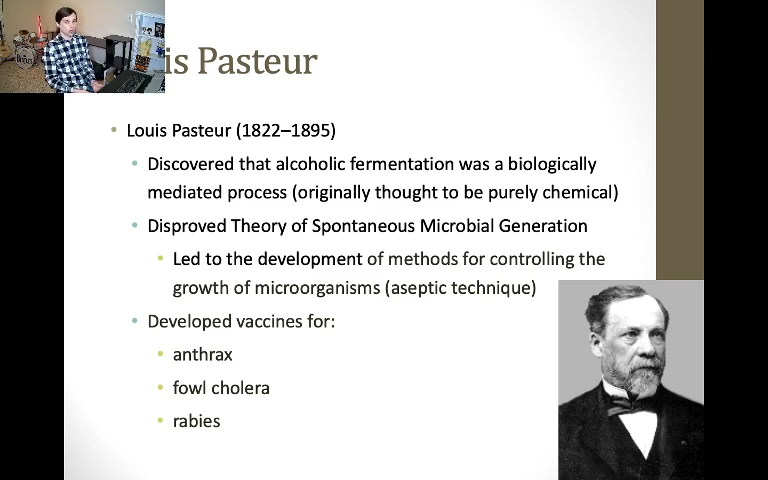 is Pasteur
Louis Pasteur (1822–1895)
Discovered that alcoholic fermentation was a biologically
mediated process (originally thought to be purely chemical)
Disproved Theory of Spontaneous Microbial Generation
Led to the development of methods for controlling the
growth of microorganisms (aseptic technique)
Developed vaccines for:
anthrax
fowl cholera
rabies